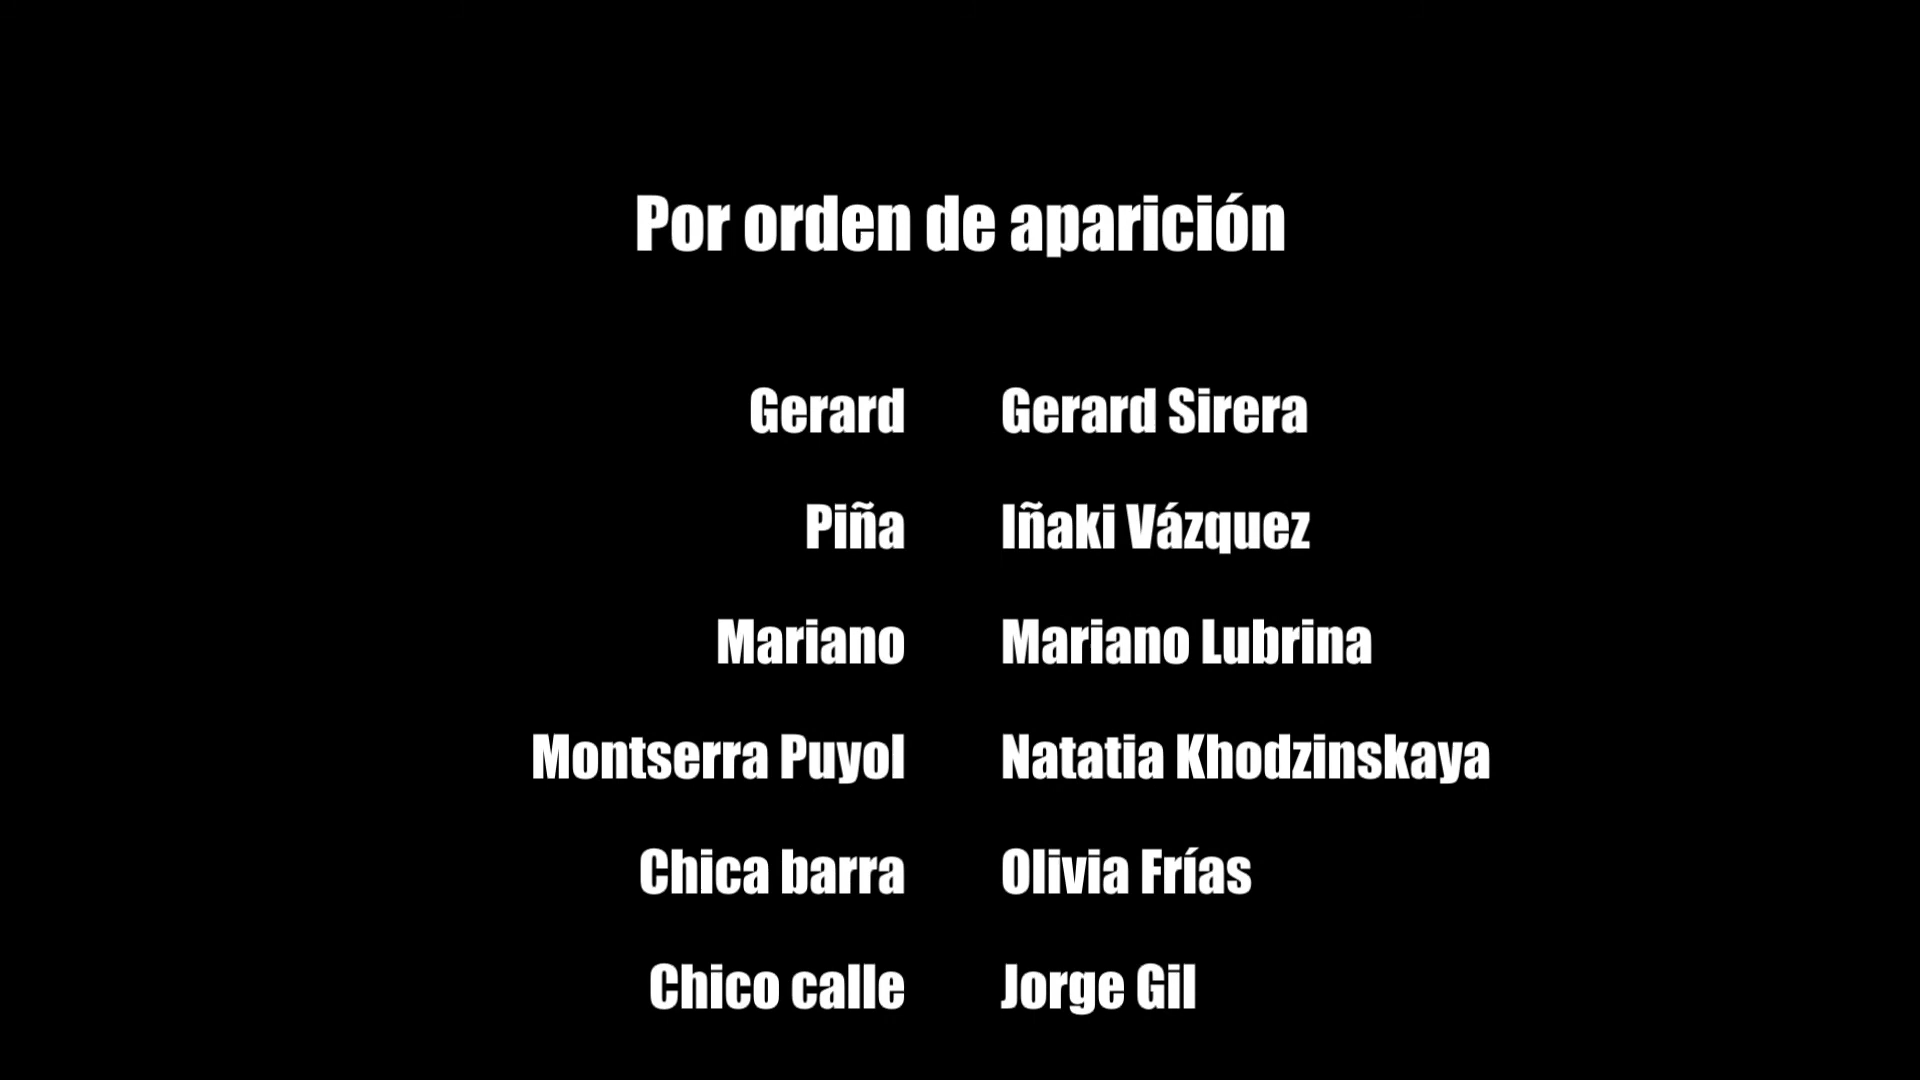 Por orden de aparición
Gerard Gerard Sirera
Piña Iñaki Vázquez
Mariano Mariano Lubrina
Montserra Puyol Natatia Khodzinskaya
Chica barra Olivia Frías
Chico calle Jorge Gil